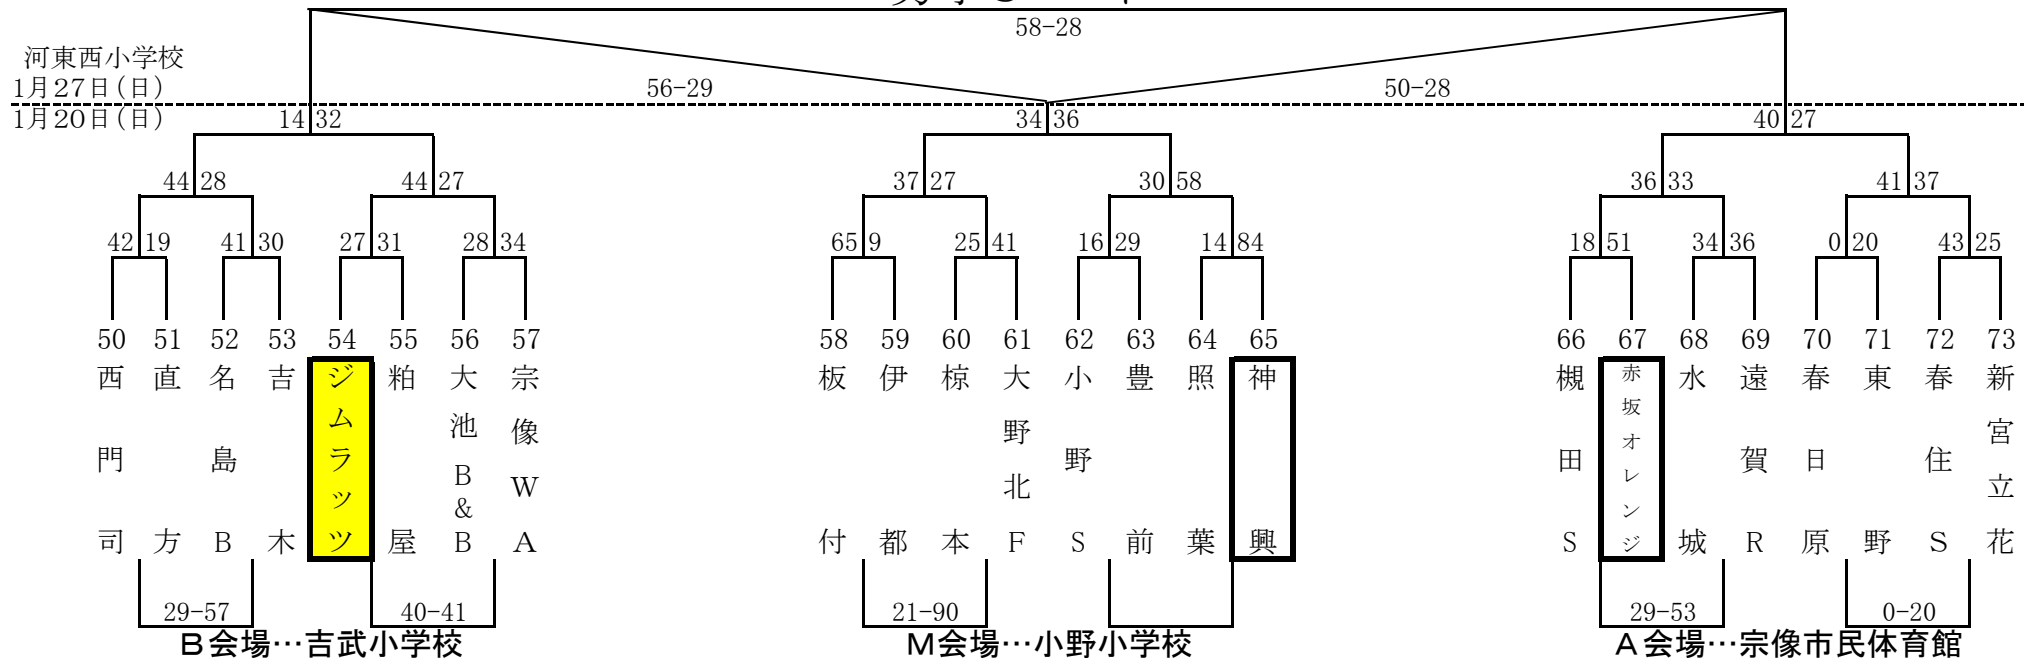 58-28
河東西小学校
1月27日(日)
56-29 50-28
1月20日(日)
14 32 34 36 40 27
44 28 44 27 37 27 30 58 36 33 41 37
42 19 41 30 27 31 28 34 65 9 25 41 16 29 14 84 18 51 34 36 0 20 43 25
50 51 52 53 54 55 56 57 58 59 60 61 62 63 64 65 66 67 68 69 70 71 72 73
西門司
直方
名島B
吉木
ジムラッツ
粕屋
大池B&B
宗像WA
板付
伊都
椋本
大野北F
小野S
豊前
照葉
神興
槻田S
赤坂オレンジ
水城
遠賀R
春日原
東野
春住S
新宮立花
29-57 40-41 21-90 29-53 0-20
B会場…吉武小学校 M会場…小野小学校 A会場…宗像市民体育館